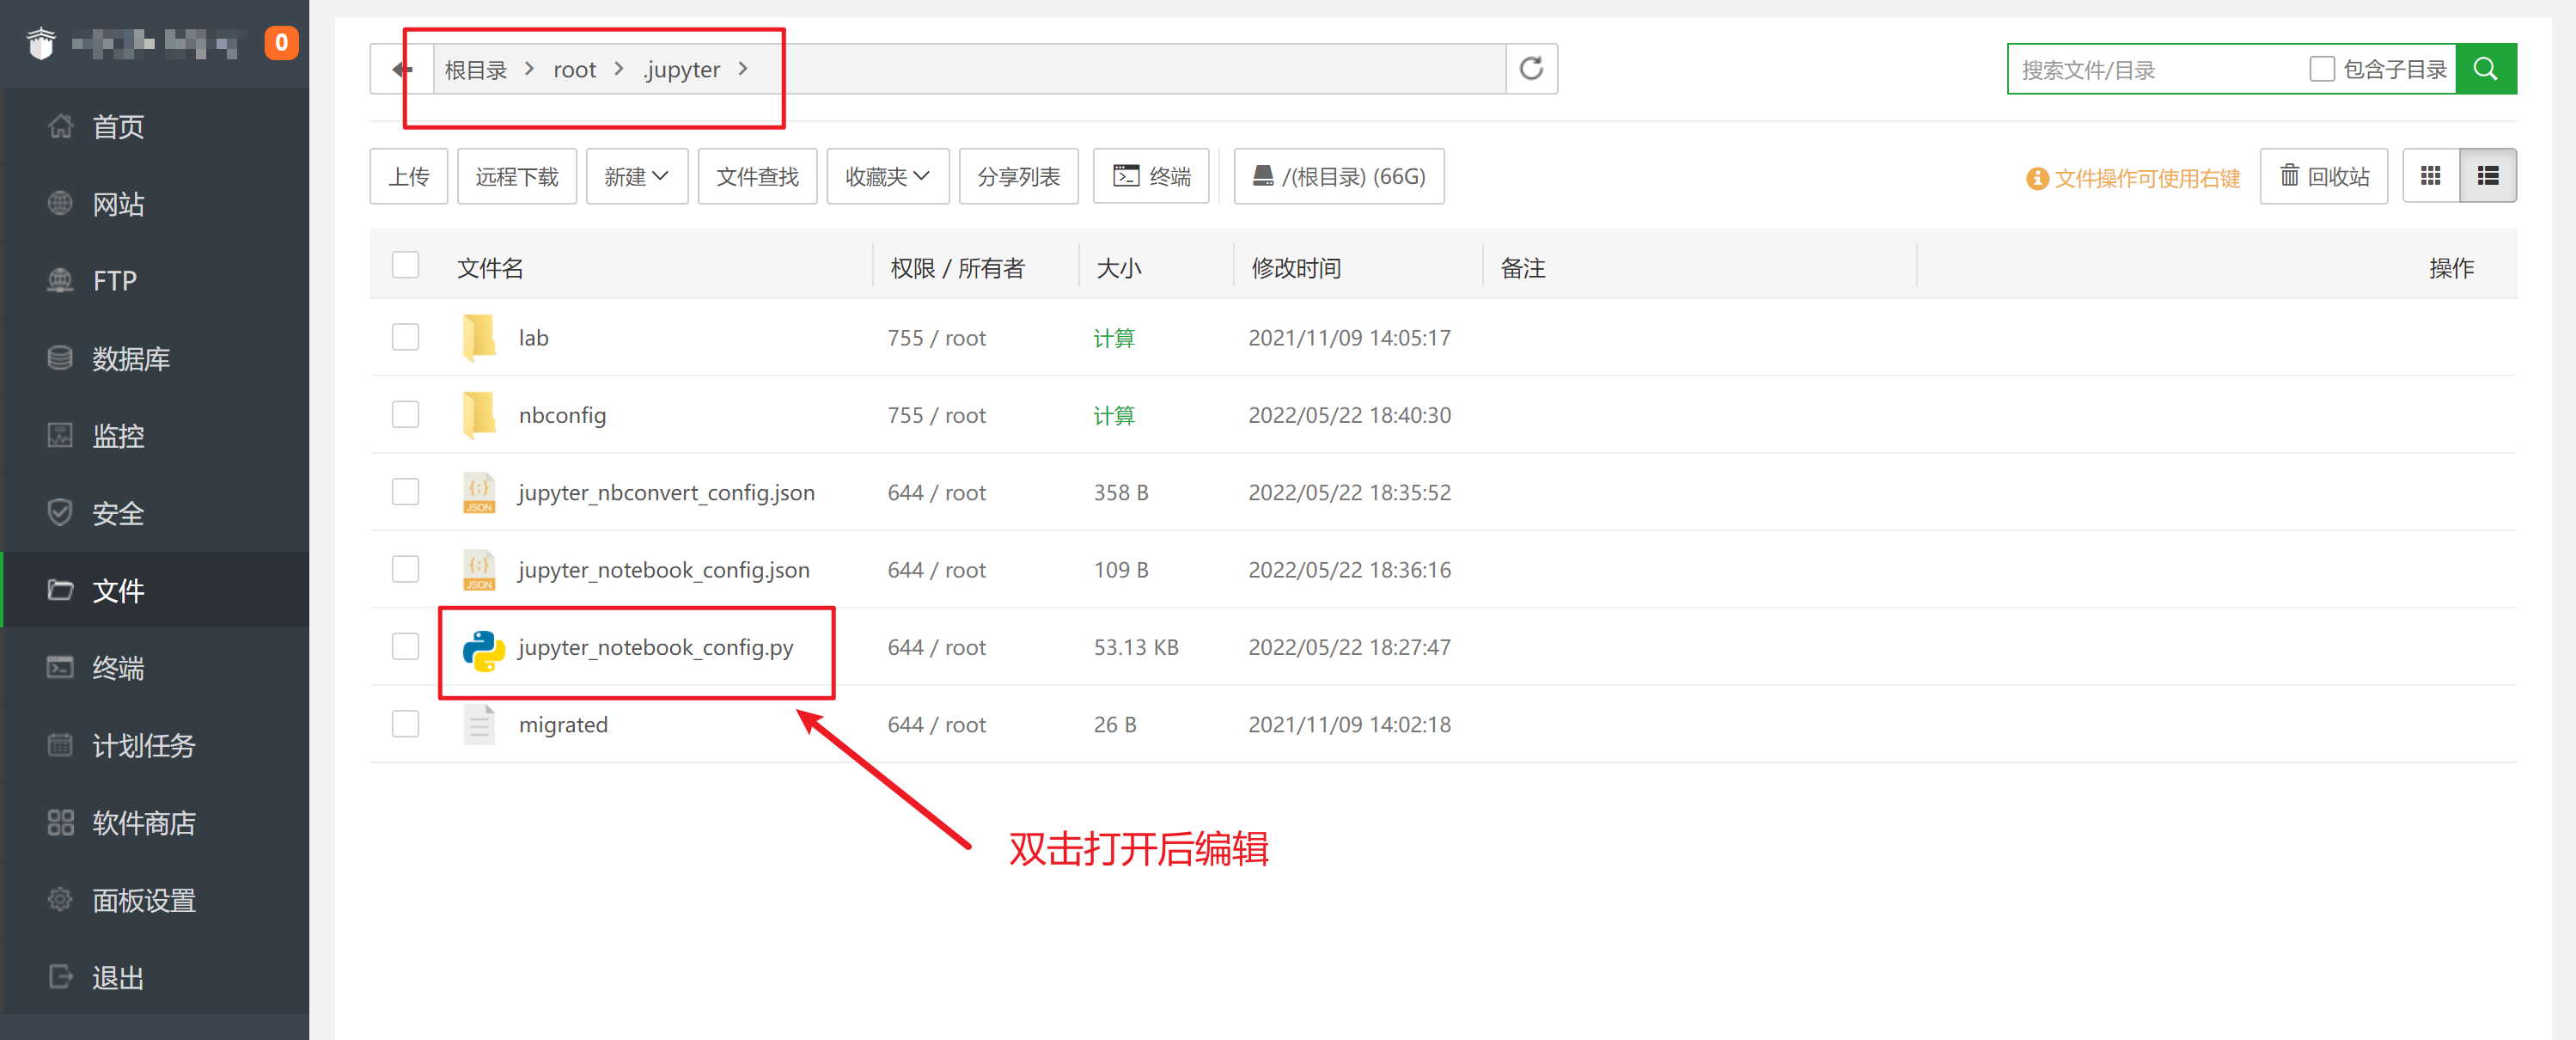 0
首页
网站
FTP
数据库
监控
安全
文件
终端
计划任务
软件商店
面板设置
退出
根目录 > root > .jupyter >
搜索文件/目录 包含子目录
上传 远程下载 新建 文件查找 收藏夹 分享列表 终端 /(根目录) (66G) 文件操作可使用右键 回收站
文件名 权限 / 所有者 大小 修改时间 备注 操作
lab 755 / root 计算 2021/11/09 14:05:17
nbconfig 755 / root 计算 2022/05/22 18:40:30
{;} JSON jupyter_nbconvert_config.json 644 / root 358 B 2022/05/22 18:35:52
{;} JSON jupyter_notebook_config.json 644 / root 109 B 2022/05/22 18:36:16
jupyter_notebook_config.py 644 / root 53.13 KB 2022/05/22 18:27:47
migrated 644 / root 26 B 2021/11/09 14:02:18
双击打开后编辑